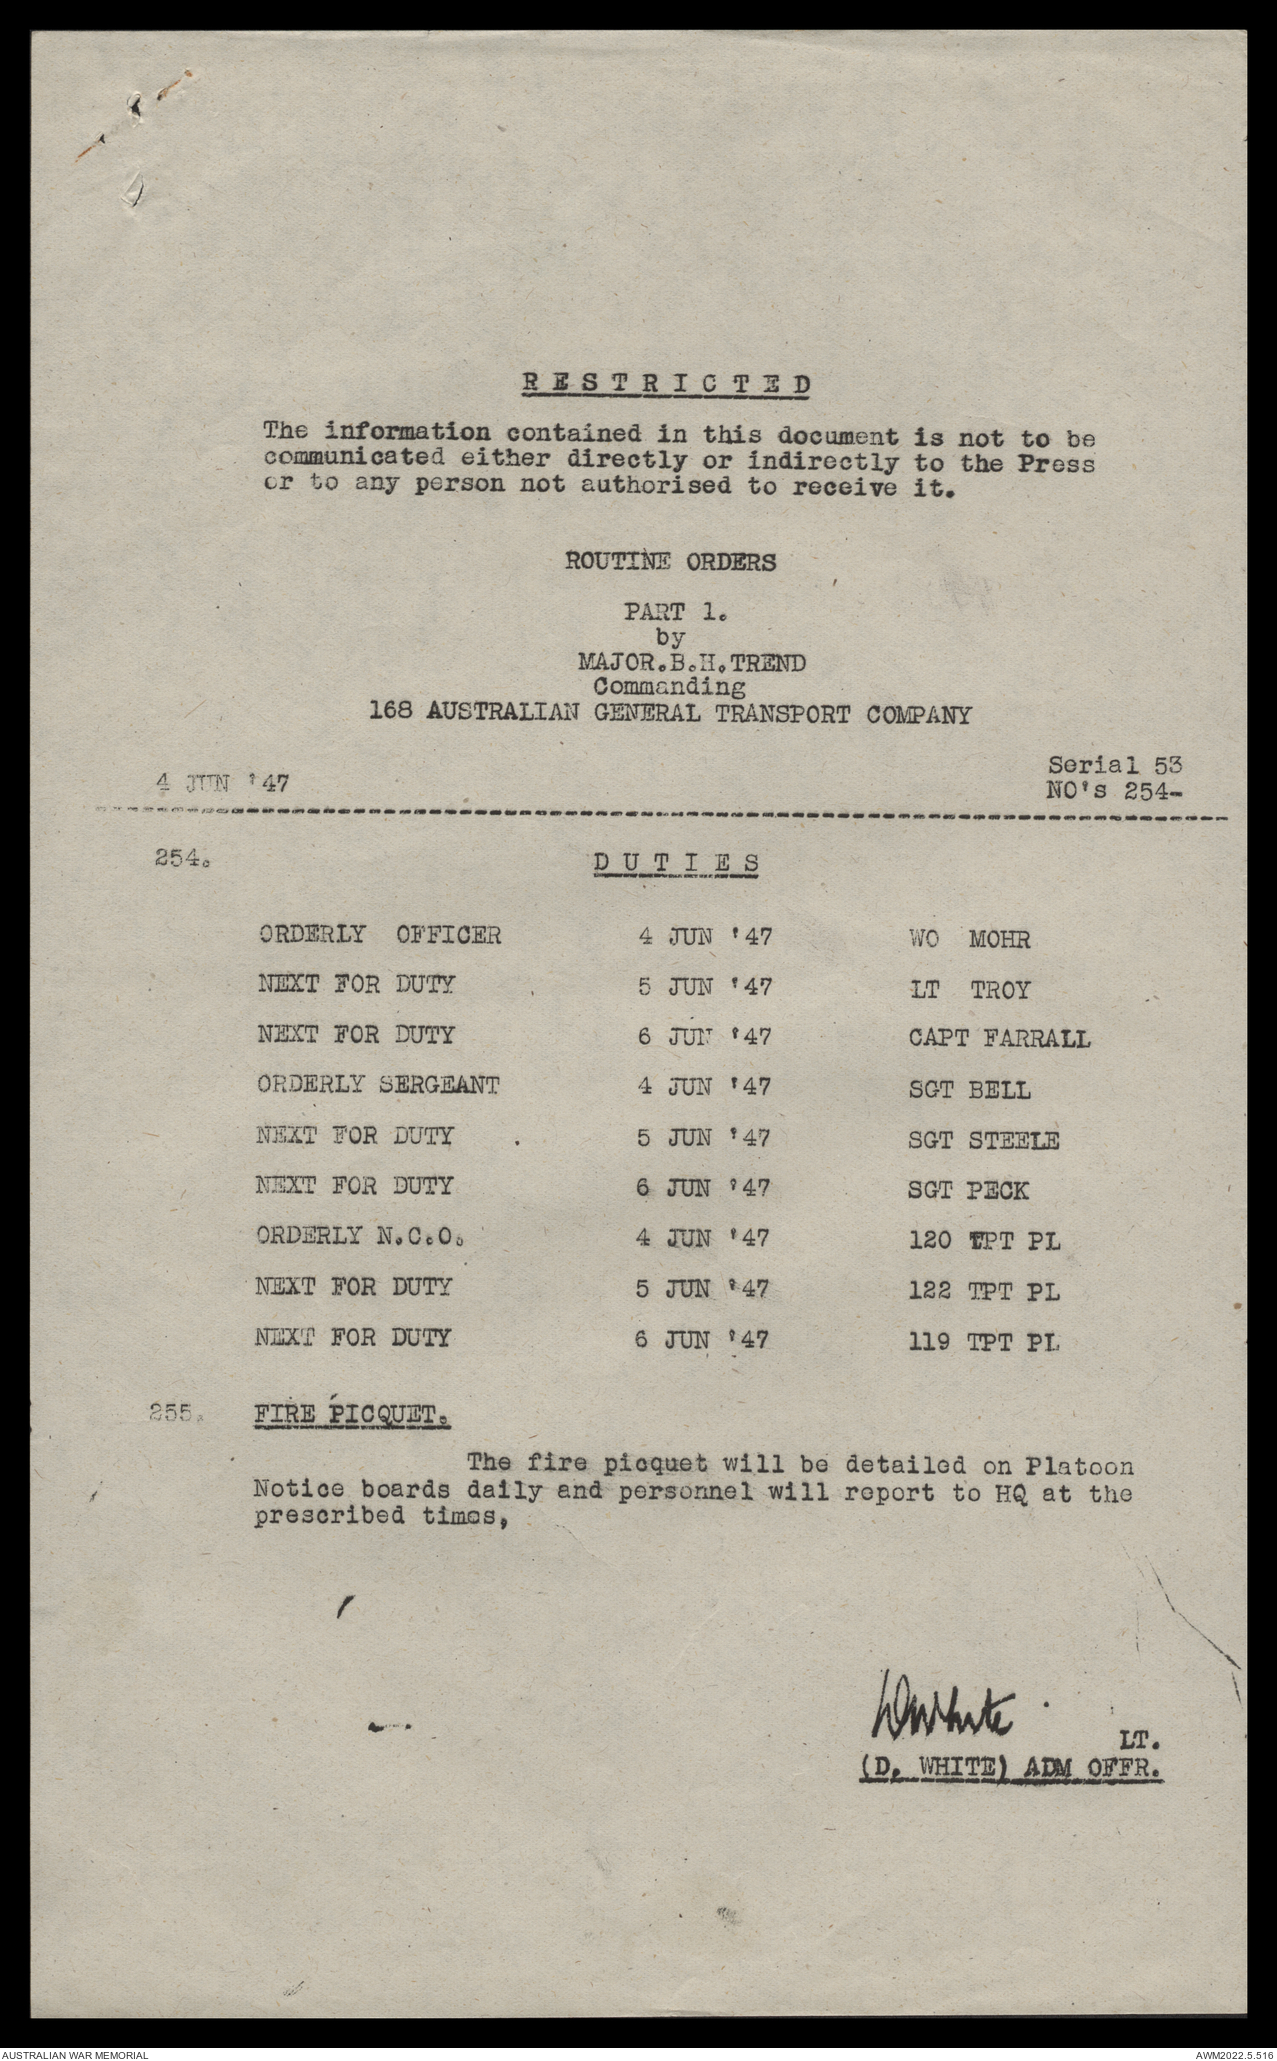 R E S T R I C T E D
The information contained in this document is not to be
communicated either directly or indirectly to the Press
or to any person not authorised to receive it.
ROUTINE ORDERS
PART 1.
by
MAJOR.B.H.TREND
Commanding
168 AUSTRALIAN GENERAL TRANSPORT COMPANY
Serial 53
4 JUN '47 NO's 254-
254. D U T I E S
ORDERLY OFFICER 4 JUN '47 WO MOHR
NEXT FOR DUTY 5 JUN '47 LT TROY
NEXT FOR DUTY 6 JUN '47 CAPT FARRALL
ORDERLY SERGEANT 4 JUN '47 SGT BELL
NEXT FOR DUTY 5 JUN '47 SGT STEELE
NEXT FOR DUTY 6 JUN '47 SGT PECK
ORDERLY N.C.O. 4 JUN '47 120 TPT PL
NEXT FOR DUTY 5 JUN '47 122 TPT PL
NEXT FOR DUTY 6 JUN '47 119 TPT PL
255. FIRE PICQUET.
The fire picquet will be detailed on Platoon
Notice boards daily and personnel will report to HQ at the
prescribed times,
DWhite
LT.
(D. WHITE) ADM OFFR.
AUSTRALIAN WAR MEMORIAL AWM2022.5.516